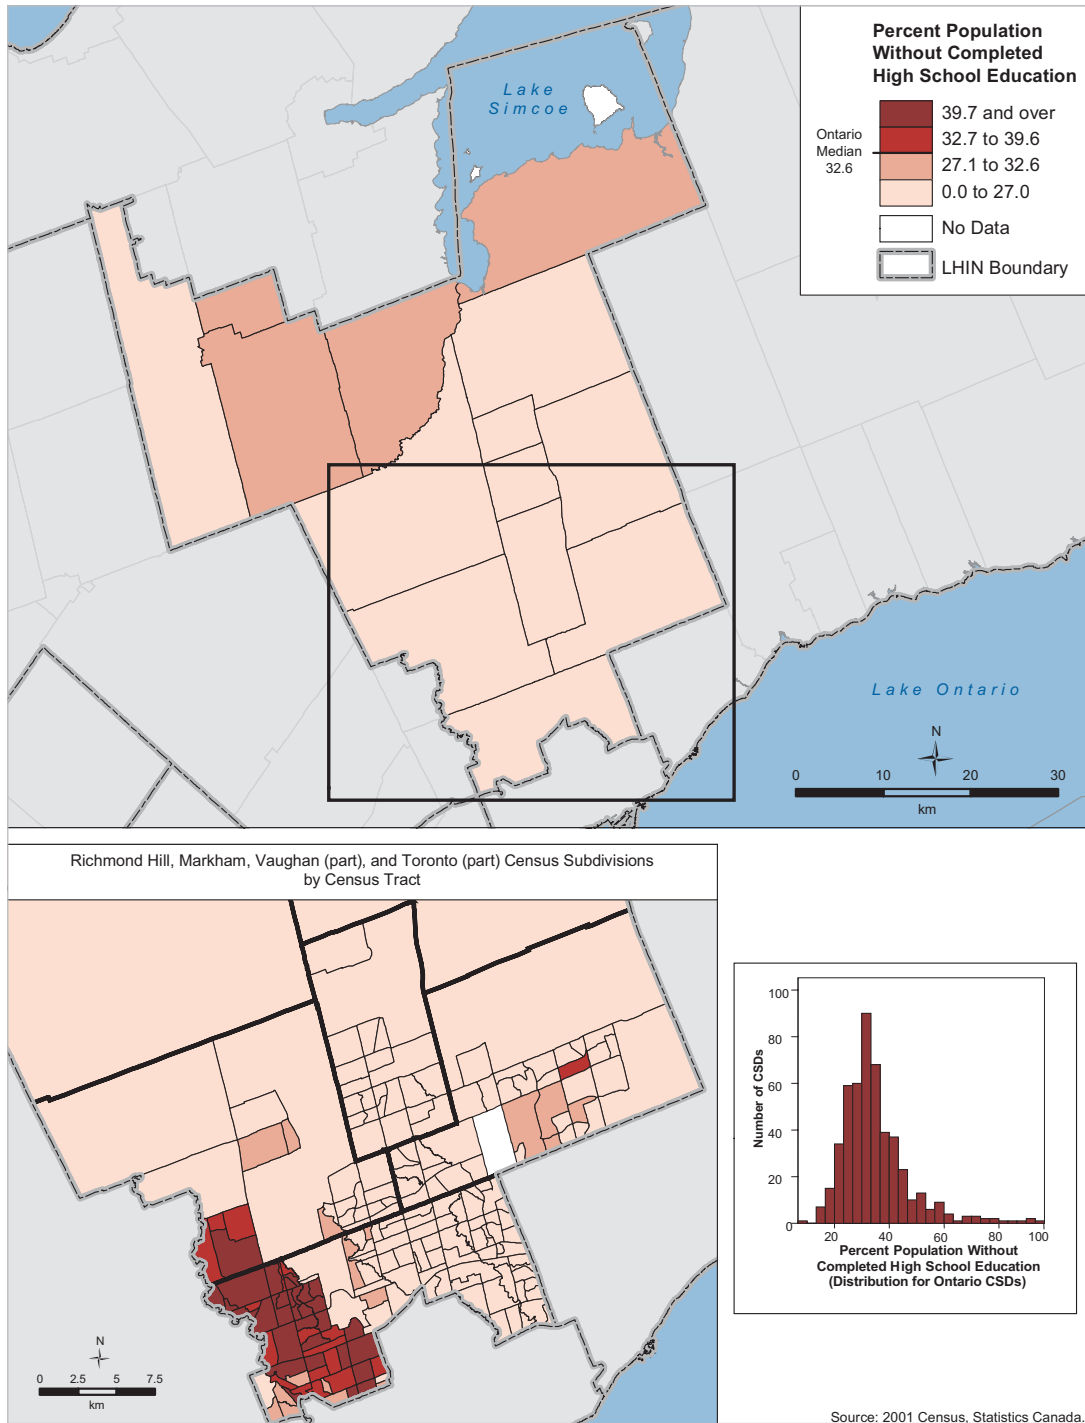 Percent Population
Without Completed
High School Education
39.7 and over
32.7 to 39.6
27.1 to 32.6
0.0 to 27.0
No Data
LHIN Boundary
Ontario
Median
32.6
Lake
Simcoe
Lake Ontario
N
0 10 20 30
km
Richmond Hill, Markham, Vaughan (part), and Toronto (part) Census Subdivisions
by Census Tract
N
0 2.5 5 7.5
km
100
80
60
40
20
0
Number of CSDs
20 40 60 80 100
Percent Population Without
Completed High School Education
(Distribution for Ontario CSDs)
Source: 2001 Census, Statistics Canada.